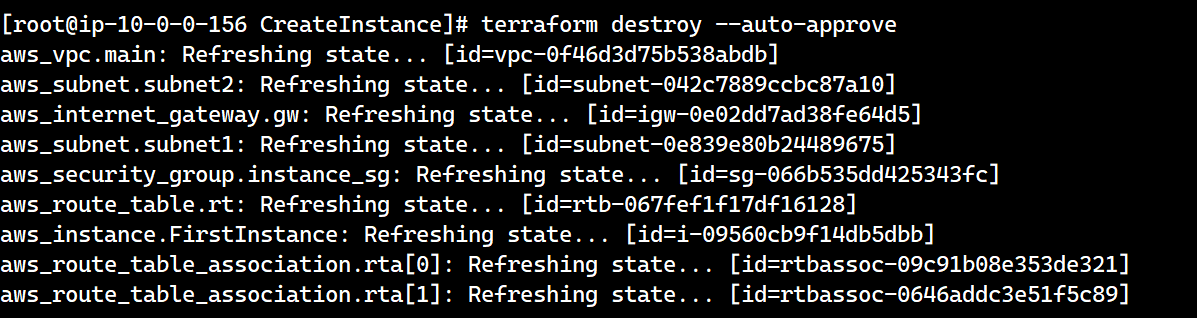 [root@ip-10-0-0-156 CreateInstance]# terraform destroy --auto-approve
aws_vpc.main: Refreshing state... [id=vpc-0f46d3d75b538abdb]
aws_subnet.subnet2: Refreshing state... [id=subnet-042c7889ccbc87a10]
aws_internet_gateway.gw: Refreshing state... [id=igw-0e02dd7ad38fe64d5]
aws_subnet.subnet1: Refreshing state... [id=subnet-0e839e80b24489675]
aws_security_group.instance_sg: Refreshing state... [id=sg-066b535dd425343fc]
aws_route_table.rt: Refreshing state... [id=rtb-067fef1f17df16128]
aws_instance.FirstInstance: Refreshing state... [id=i-09560cb9f14db5dbb]
aws_route_table_association.rta[0]: Refreshing state... [id=rtbassoc-09c91b08e353de321]
aws_route_table_association.rta[1]: Refreshing state... [id=rtbassoc-0646addc3e51f5c89]